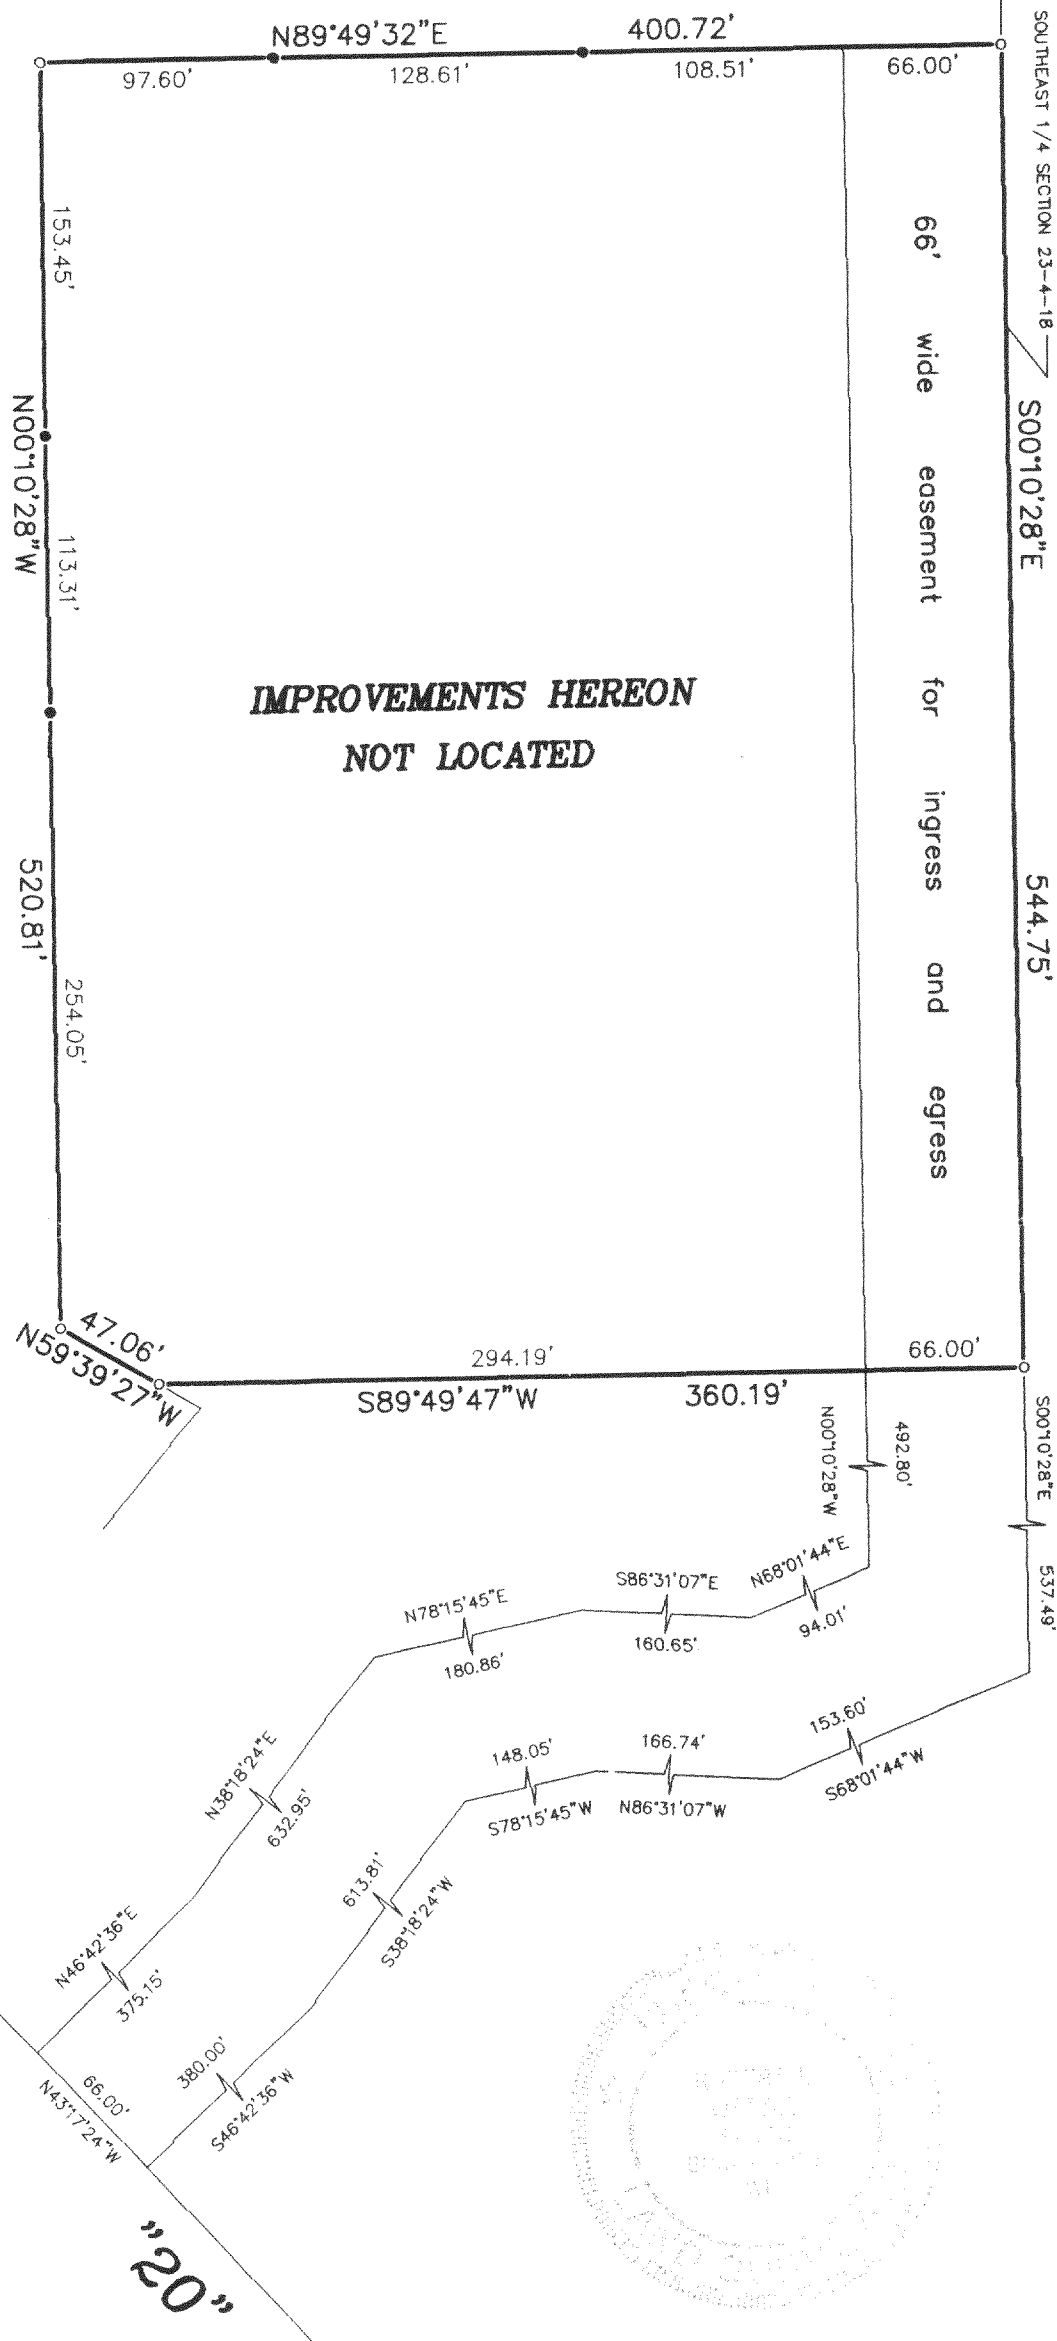 SOUTHEAST 1/4 SECTION 23-4-18
N89°49'32"E 400.72'
97.60' 128.61' 108.51' 66.00'
153.45'
N00°10'28"W
113.31'
520.81'
254.05'
66' wide easement for ingress and egress
S00°10'28"E 544.75'
IMPROVEMENTS HEREON
NOT LOCATED
47.06'
N59°39'27"W
294.19' 66.00'
S89°49'47"W 360.19'
N00°10'28"W 492.80'
S00°10'28"E 537.49'
N68°01'44"E
94.01'
S86°31'07"E
160.65'
N78°15'45"E
180.86'
153.60'
S68°01'44"W
166.74'
N86°31'07"W
148.05'
S78°15'45"W
N38°18'24"E
632.95'
613.81'
S38°18'24"W
N46°42'36"E
375.15'
380.00'
S46°42'36"W
66.00'
N43°17'24"W
"20"